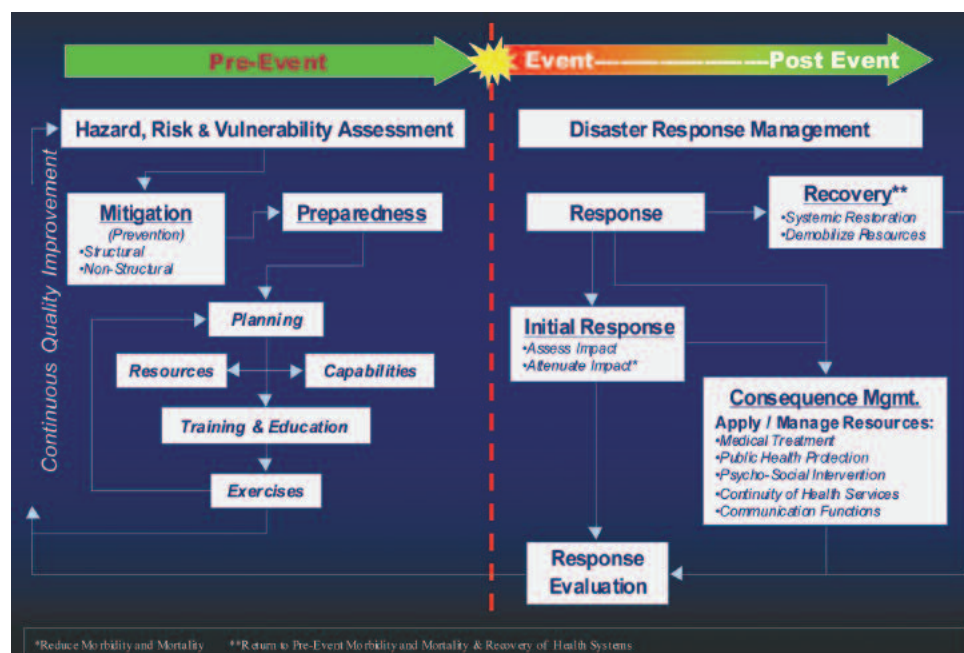 Pre-Event
Event
Post Event
Hazard, Risk & Vulnerability Assessment
Disaster Response Management
Continuous Quality Improvement
Mitigation
(Prevention)
•Structural
•Non-Structural
Preparedness
Response
Recovery**
•Systemic Restoration
•Demobilize Resources
Planning
Resources
Capabilities
Training & Education
Exercises
Initial Response
•Assess Impact
•Attenuate Impact*
Consequence Mgmt.
Apply / Manage Resources:
•Medical Treatment
•Public Health Protection
•Psycho-Social Intervention
•Continuity of Health Services
•Communication Functions
Response
Evaluation
*Reduce Morbidity and Mortality **Return to Pre-Event Morbidity and Mortality & Recovery of Health Systems